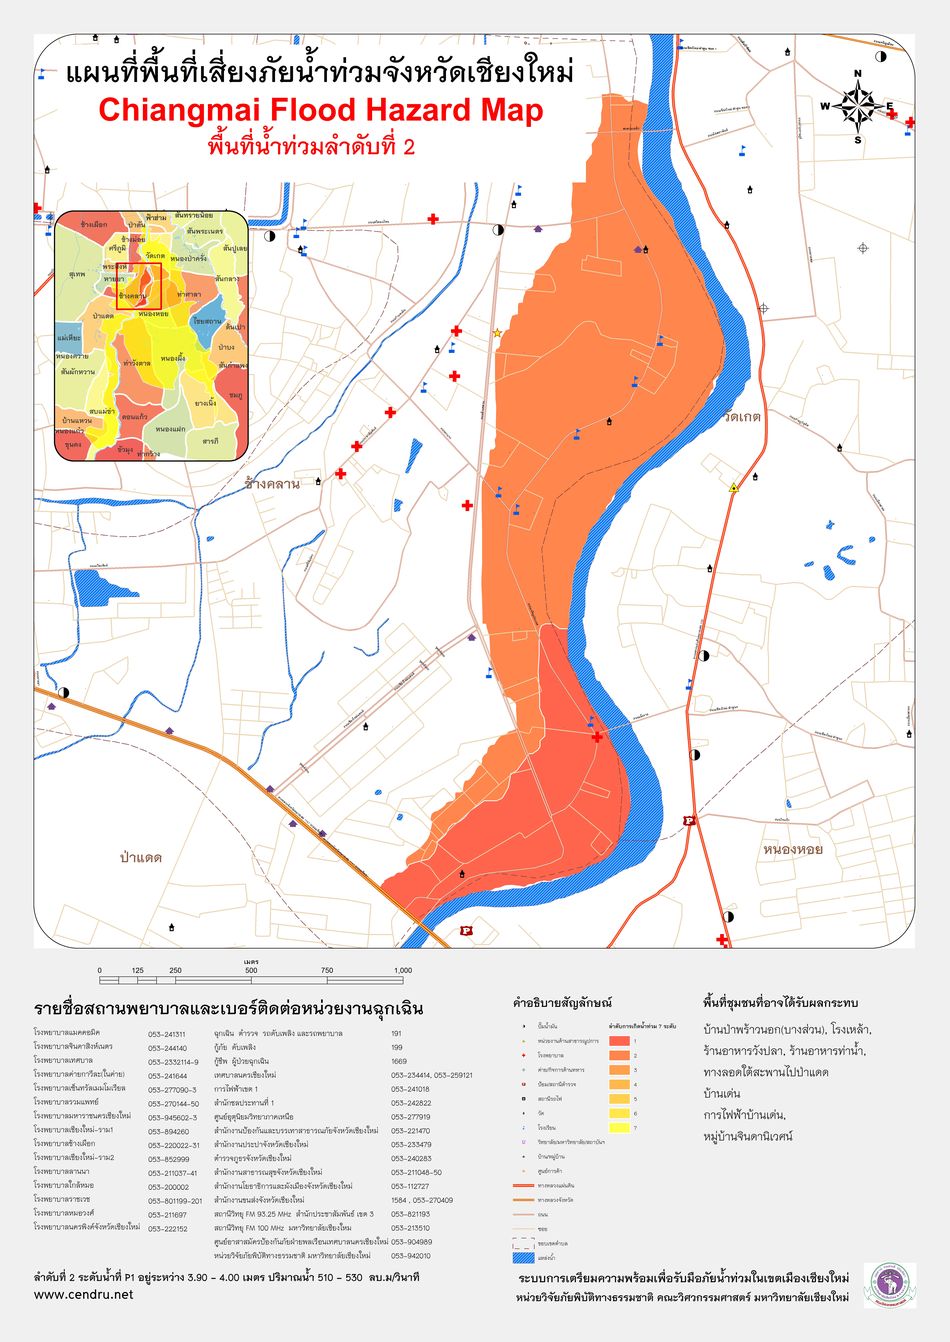 แผนที่พื้นที่เสี่ยงภัยน้ำท่วมจังหวัดเชียงใหม่
Chiangmai Flood Hazard Map
พื้นที่น้ำท่วมลำดับที่ 2
N
W E
S
ช้างเผือก
ป่าตัน
ฟ้าฮ่าม
สันทรายน้อย
ช้างม่อย
สันพระเนตร
ศรีภูมิ
วัดเกต
หนองป่าครั่ง
สันปูเลย
สุเทพ
พระสิงห์
หายยา
สันกลาง
ช้างคลาน
ท่าศาลา
ป่าแดด
หนองหอย
ไชยสถาน
ต้นเปา
แม่เหียะ
ป่าบง
หนองควาย
ท่าวังตาล
หนองผึ้ง
สันกำแพง
สันผักหวาน
ชมภู
ยางเนิ้ง
สบแม่ข่า
บ้านแหวน
ดอนแก้ว
หนองแก๋ว
หนองแฝก
ขุนคง
ขัวมุง
ท่ากว้าง
สารภี
วัดเกต
ช้างคลาน
ป่าแดด
หนองหอย
เมตร
0 125 250 500 750 1,000
รายชื่อสถานพยาบาลและเบอร์ติดต่อหน่วยงานฉุกเฉิน
โรงพยาบาลแมคคอมิค 053-241311 ฉุกเฉิน ตำรวจ รถดับเพลิง และรถพยาบาล 191
โรงพยาบาลจินดาสิงห์เนตร 053-244140 กู้ภัย ดับเพลิง 199
โรงพยาบาลเทศบาล 053-2332114-9 กู้ชีพ ผู้ป่วยฉุกเฉิน 1669
โรงพยาบาลค่ายกาวีละ(ในค่าย) 053-241644 เทศบาลนครเชียงใหม่ 053-234414, 053-259121
โรงพยาบาลเซ็นทรัลเมมโมเรียล 053-277090-3 การไฟฟ้าเขต 1 053-241018
โรงพยาบาลรวมแพทย์ 053-270144-50 สำนักชลประทานที่ 1 053-242822
โรงพยาบาลมหาราชนครเชียงใหม่ 053-945602-3 ศูนย์อุตุนิยมวิทยาภาคเหนือ 053-277919
โรงพยาบาลเชียงใหม่-ราม1 053-894260 สำนักงานป้องกันและบรรเทาสาธารณภัยจังหวัดเชียงใหม่ 053-221470
โรงพยาบาลช้างเผือก 053-220022-31 สำนักงานประปาจังหวัดเชียงใหม่ 053-233479
โรงพยาบาลเชียงใหม่-ราม2 053-852999 ตำรวจภูธรจังหวัดเชียงใหม่ 053-240283
โรงพยาบาลลานนา 053-211037-41 สำนักงานสาธารณสุขจังหวัดเชียงใหม่ 053-211048-50
โรงพยาบาลใกล้หมอ 053-200002 สำนักงานโยธาธิการและผังเมืองจังหวัดเชียงใหม่ 053-112727
โรงพยาบาลราชเวช 053-801199-201 สำนักงานขนส่งจังหวัดเชียงใหม่ 1584 , 053-270409
โรงพยาบาลหมอวงศ์ 053-211697 สถานีวิทยุ FM 93.25 MHz สำนักประชาสัมพันธ์ เขต 3 053-821193
โรงพยาบาลนครพิงค์จังหวัดเชียงใหม่ 053-222152 สถานีวิทยุ FM 100 MHz มหาวิทยาลัยเชียงใหม่ 053-213510
ศูนย์อาสาสมัครป้องกันภัยฝ่ายพลเรือนเทศบาลนครเชียงใหม่ 053-904989
หน่วยวิจัยภัยพิบัติทางธรรมชาติ มหาวิทยาลัยเชียงใหม่ 053-942010
ลำดับที่ 2 ระดับน้ำที่ P1 อยู่ระหว่าง 3.90 - 4.00 เมตร ปริมาณน้ำ 510 - 530 ลบ.ม/วินาที
www.cendru.net
คำอธิบายสัญลักษณ์
ปั๊มน้ำมัน ลำดับการเกิดน้ำท่วม 7 ระดับ
หน่วยงานด้านสาธารณูปการ 1
โรงพยาบาล 2
ค่าย/กิจการด้านทหาร 3
ป้อม/สถานีตำรวจ 4
สถานีรถไฟ 5
วัด 6
โรงเรียน 7
วิทยาลัย/มหาวิทยาลัย/สถาบันฯ
บ้าน/หมู่บ้าน
ศูนย์การค้า
ทางหลวงแผ่นดิน
ทางหลวงจังหวัด
ถนน
ซอย
ขอบเขตตำบล
แหล่งน้ำ
พื้นที่ชุมชนที่อาจได้รับผลกระทบ
บ้านป่าพร้าวนอก(บางส่วน), โรงเหล้า,
ร้านอาหารวังปลา, ร้านอาหารท่าน้ำ,
ทางลอดใต้สะพานไปป่าแดด
บ้านเด่น
การไฟฟ้าบ้านเด่น,
หมู่บ้านจินดานิเวศน์
ระบบการเตรียมความพร้อมเพื่อรับมือภัยน้ำท่วมในเขตเมืองเชียงใหม่
หน่วยวิจัยภัยพิบัติทางธรรมชาติ คณะวิศวกรรมศาสตร์ มหาวิทยาลัยเชียงใหม่